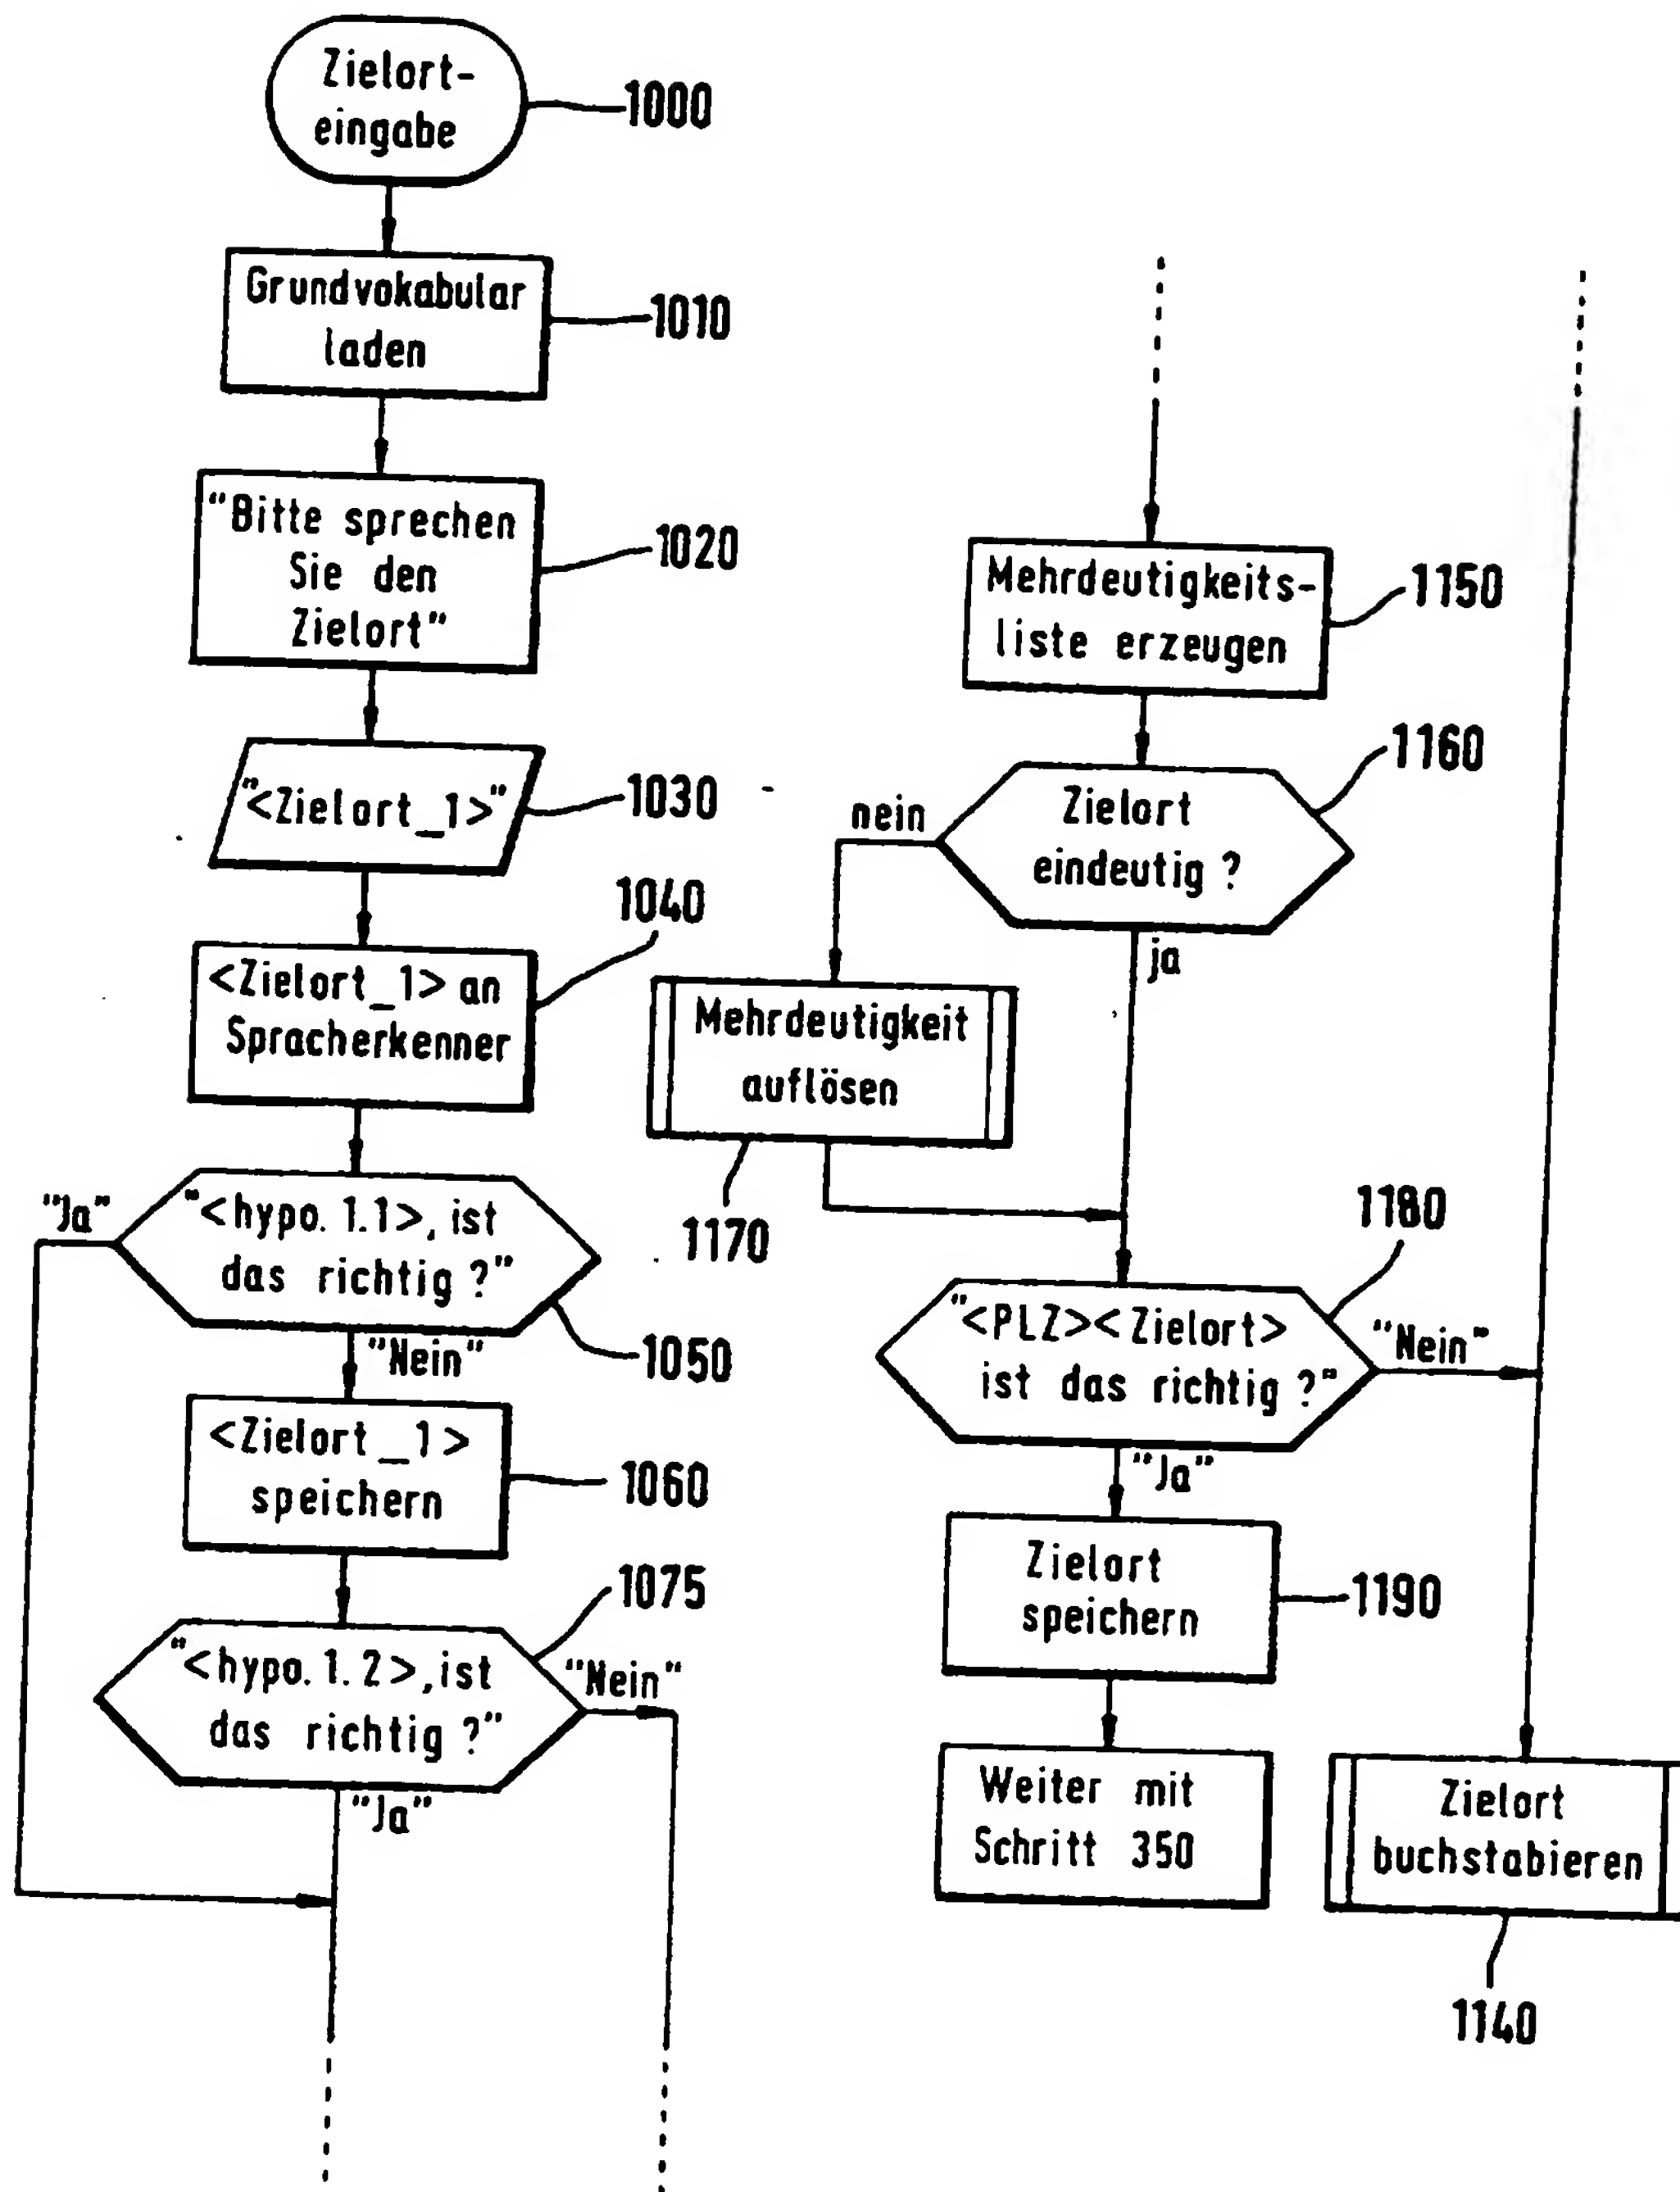 Zielort-
eingabe
1000
Grundvokabular
laden
1010
"Bitte sprechen
Sie den
Zielort"
1020
"<Zielort_1>"
1030
1040
<Zielort_1> an
Spracherkenner
"Ja"
"<hypo. 1.1>, ist
das richtig ?"
1050
"Nein"
<Zielort_1>
speichern
1060
1075
"<hypo. 1. 2>, ist
das richtig ?"
"Nein"
"Ja"
Mehrdeutigkeits-
liste erzeugen
1150
1160
Zielort
eindeutig ?
nein
ja
Mehrdeutigkeit
auflösen
1170
1180
"<PLZ><Zielort>
ist das richtig ?"
"Nein"
"Ja"
Zielort
speichern
1190
Weiter mit
Schritt 350
Zielort
buchstabieren
1140